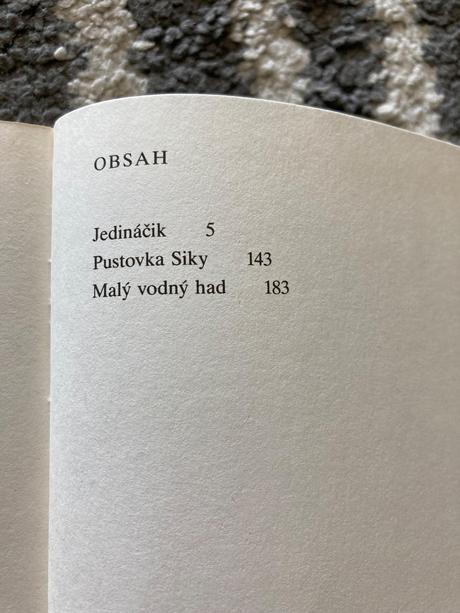 OBSAH
Jedináčik 5
Pustovka Siky 143
Malý vodný had 183